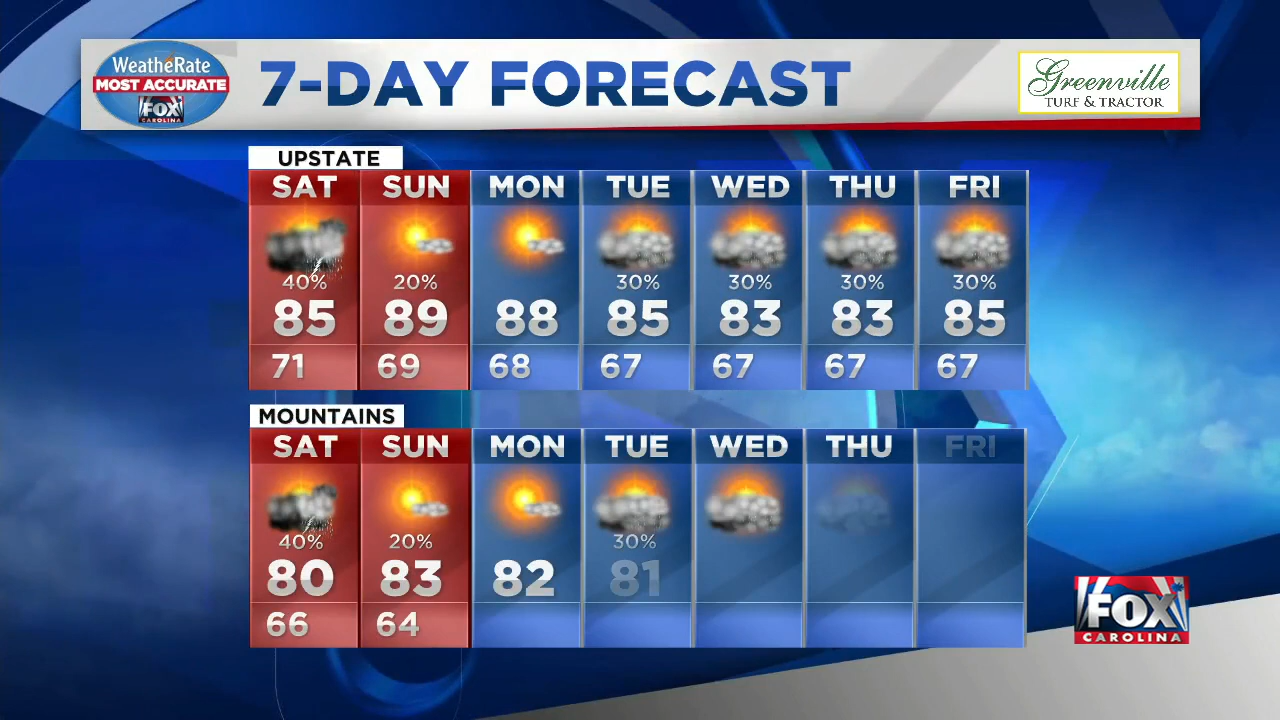 WeatheRate
MOST ACCURATE
FOX
CAROLINA
7-DAY FORECAST
Greenville
TURF & TRACTOR
UPSTATE
SAT SUN MON TUE WED THU FRI
40% 20% 30% 30% 30% 30%
85 89 88 85 83 83 85
71 69 68 67 67 67 67
MOUNTAINS
SAT SUN MON TUE WED THU FRI
40% 20% 30%
80 83 82 81
66 64
FOX
CAROLINA